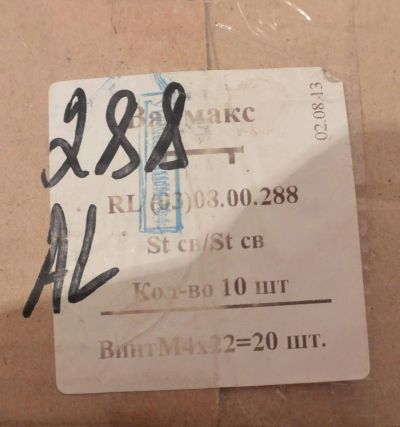 макс
02.08.13
288
RL (03)08.00.288
St св/St св
AL
Кол-во 10 шт
ВинтМ4х22=20 шт.